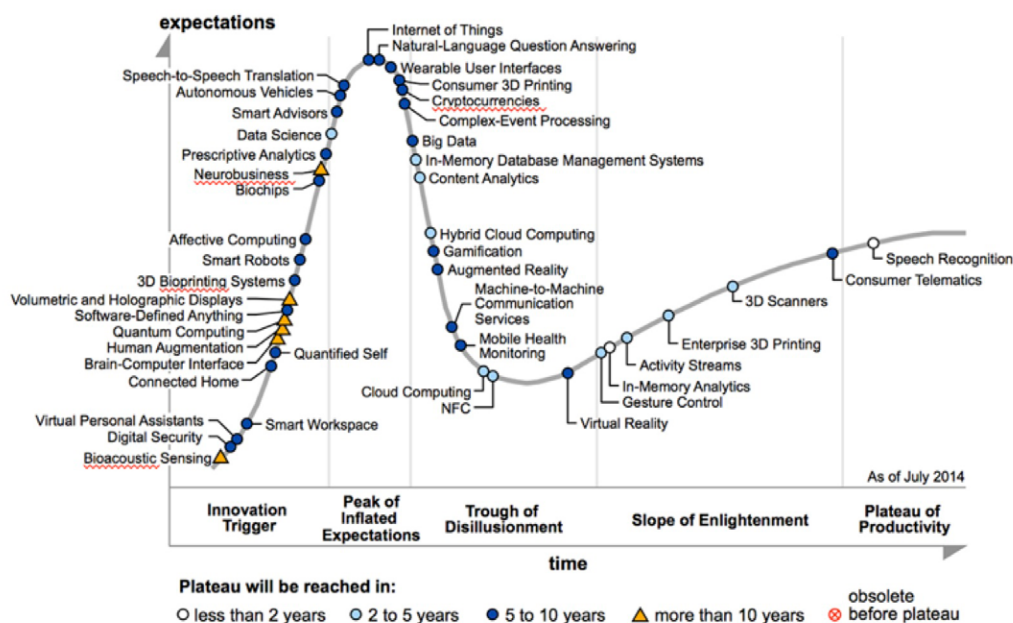 expectations
Internet of Things
Natural-Language Question Answering
Wearable User Interfaces
Consumer 3D Printing
Cryptocurrencies
Complex-Event Processing
Speech-to-Speech Translation
Autonomous Vehicles
Smart Advisors
Data Science
Prescriptive Analytics
Neurobusiness
Biochips
Big Data
In-Memory Database Management Systems
Content Analytics
Affective Computing
Smart Robots
3D Bioprinting Systems
Volumetric and Holographic Displays
Software-Defined Anything
Quantum Computing
Human Augmentation
Brain-Computer Interface
Connected Home
Quantified Self
Virtual Personal Assistants
Digital Security
Bioacoustic Sensing
Smart Workspace
Hybrid Cloud Computing
Gamification
Augmented Reality
Machine-to-Machine
Communication
Services
Mobile Health
Monitoring
Cloud Computing
NFC
Virtual Reality
In-Memory Analytics
Gesture Control
Activity Streams
Enterprise 3D Printing
3D Scanners
Consumer Telematics
Speech Recognition
As of July 2014
Innovation
Trigger
Peak of
Inflated
Expectations
Trough of
Disillusionment
Slope of Enlightenment
Plateau of
Productivity
time
Plateau will be reached in:
less than 2 years
2 to 5 years
5 to 10 years
more than 10 years
obsolete
before plateau